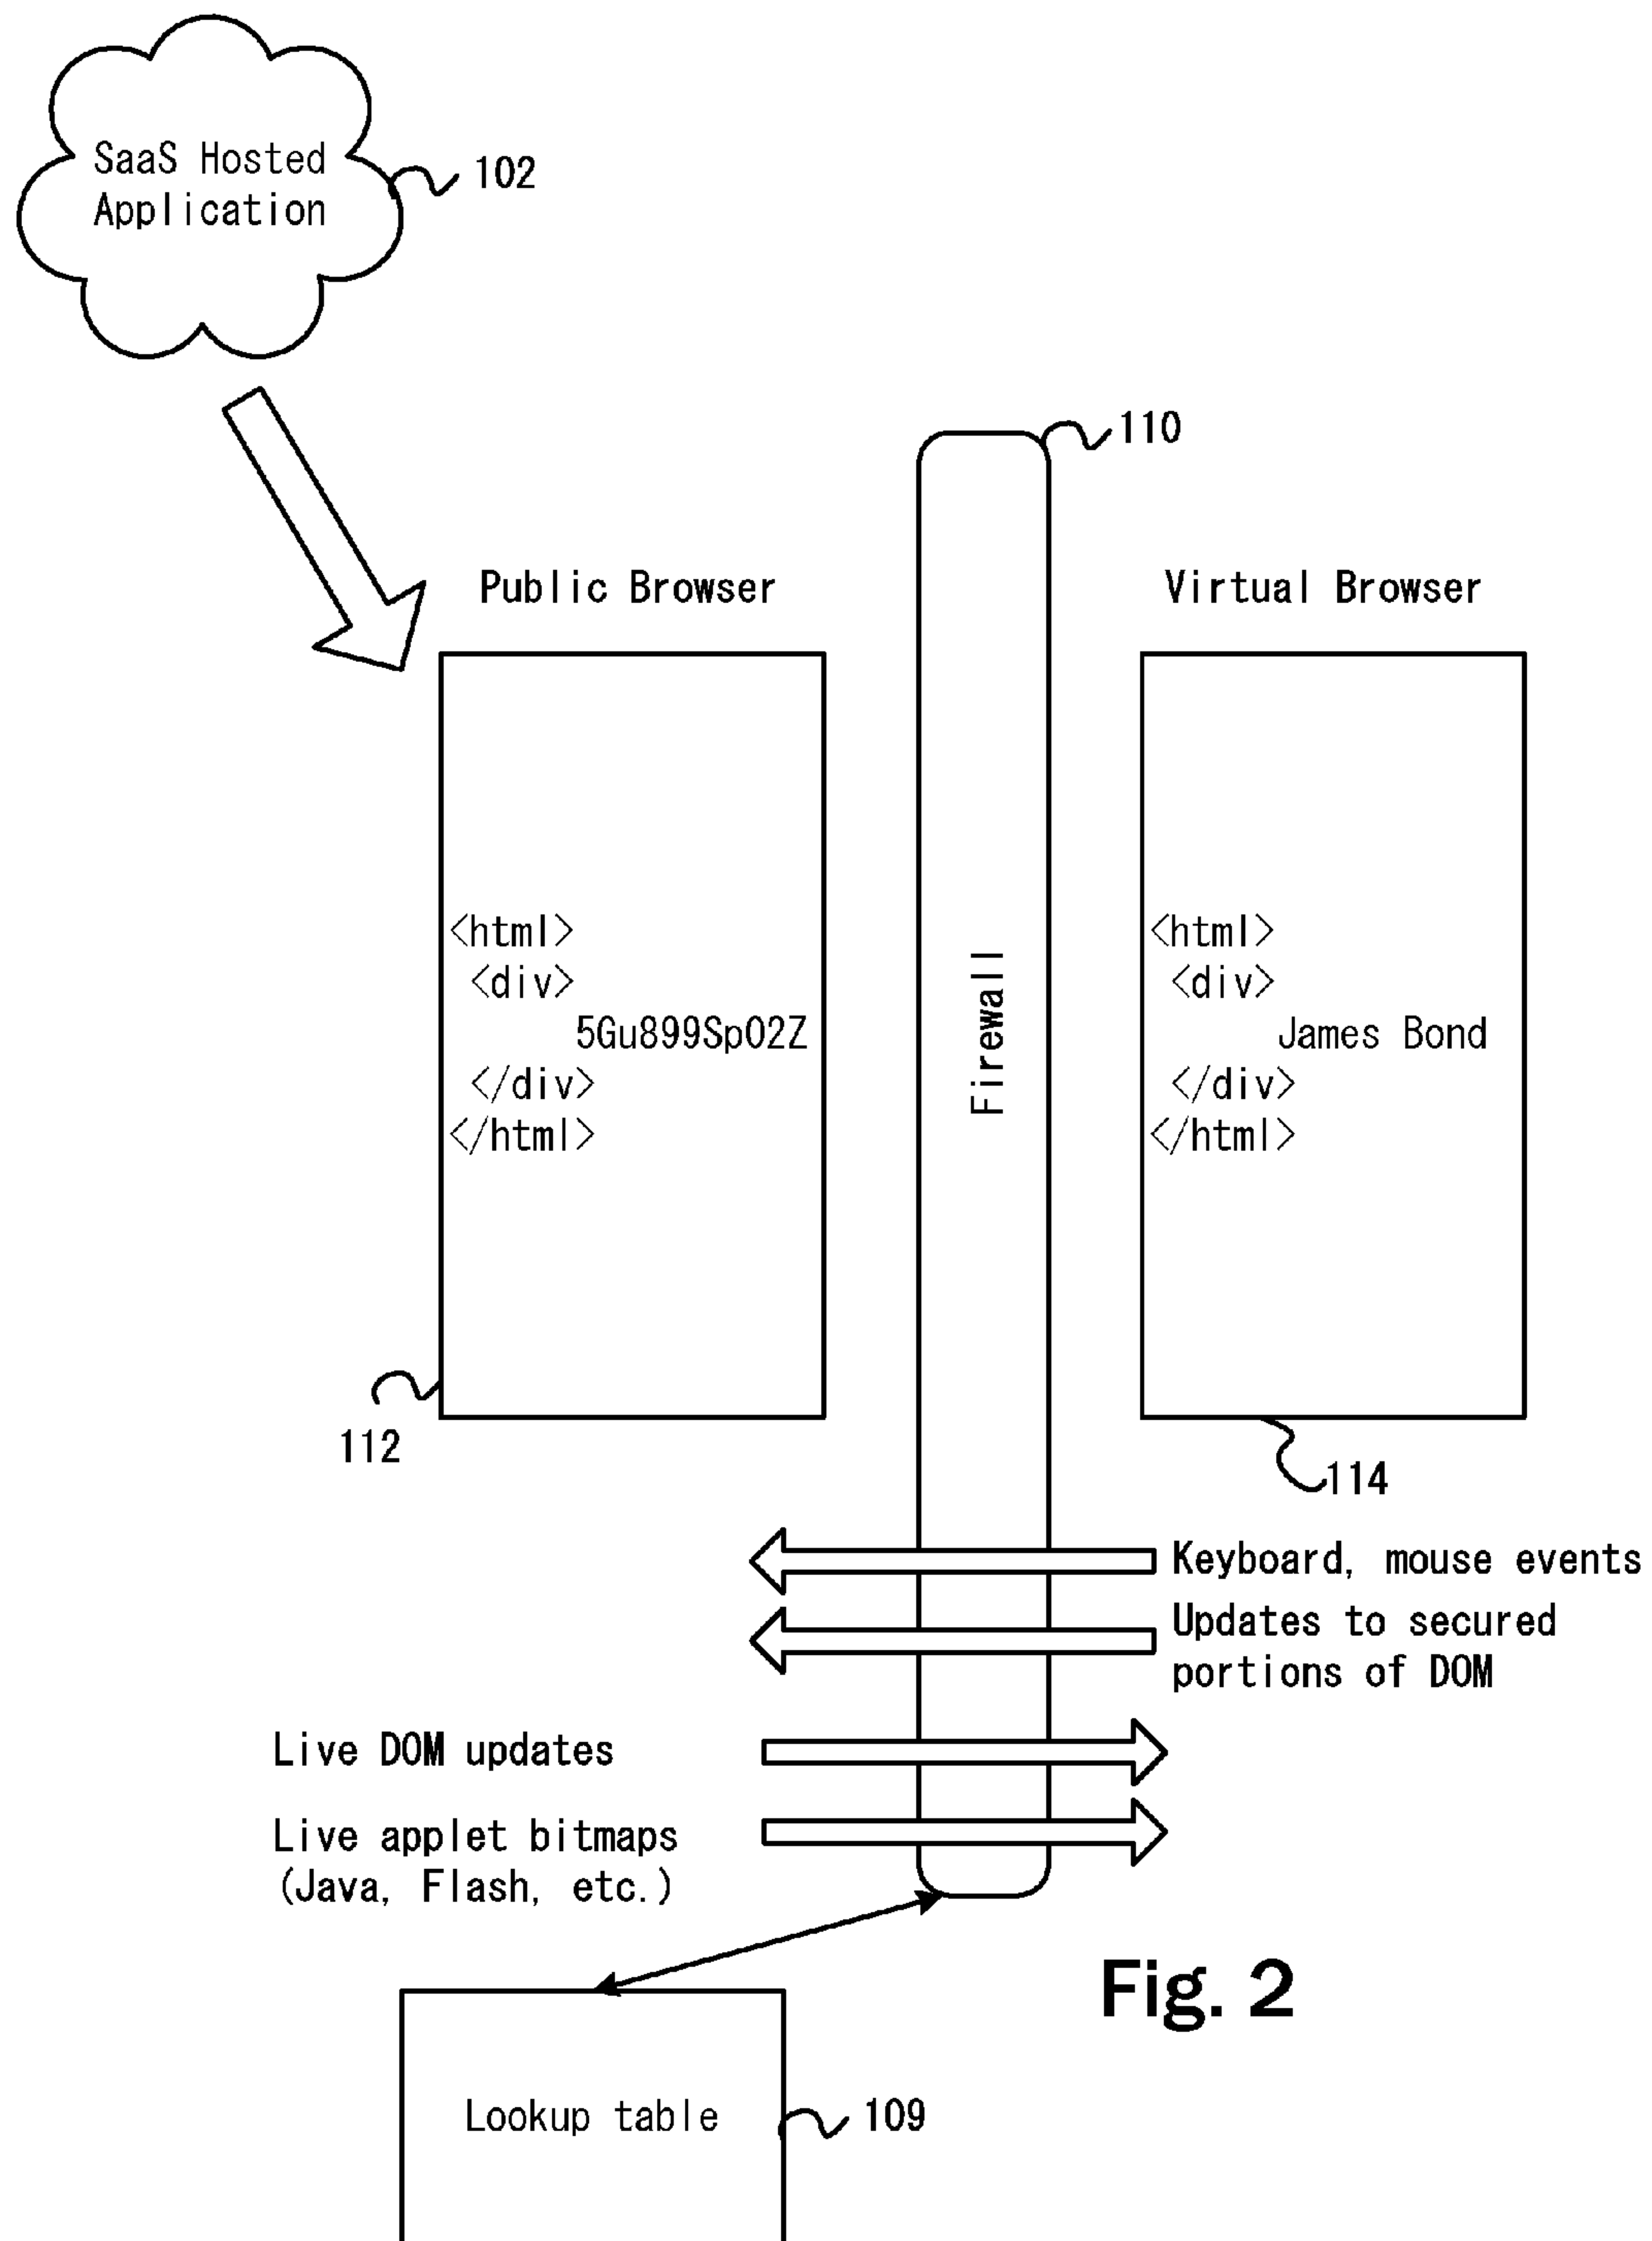 SaaS Hosted
Application
102
110
Public Browser
Virtual Browser
<html>
<div>
5Gu899Sp02Z
</div>
</html>
Firewall
<html>
<div>
James Bond
</div>
</html>
112
114
Keyboard, mouse events
Updates to secured
portions of DOM
Live DOM updates
Live applet bitmaps
(Java, Flash, etc.)
Fig. 2
Lookup table
109